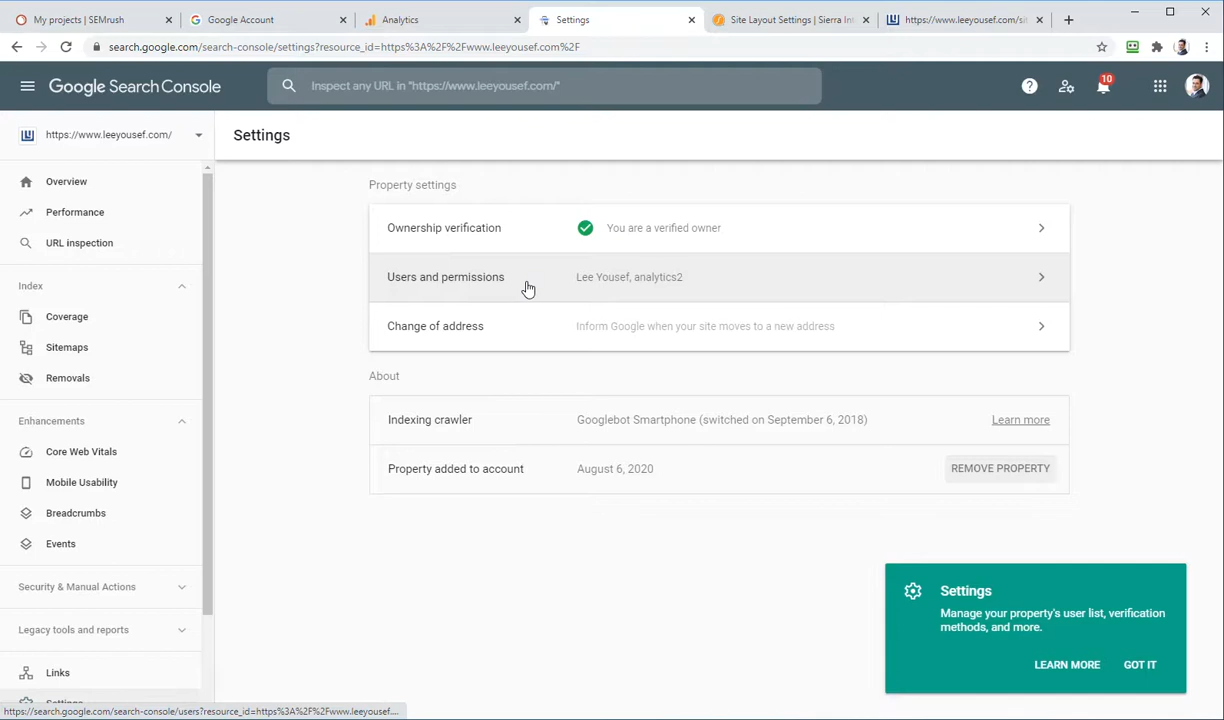 My projects | SEMrush
Google Account
Analytics
Settings
Site Layout Settings | Sierra Int
https://www.leeyousef.com/sit
search.google.com/search-console/settings?resource_id=https%3A%2F%2Fwww.leeyousef.com%2F
Google Search Console
Inspect any URL in "https://www.leeyousef.com/"
10
https://www.leeyousef.com/
Settings
Overview
Performance
URL inspection
Index
Coverage
Sitemaps
Removals
Enhancements
Core Web Vitals
Mobile Usability
Breadcrumbs
Events
Security & Manual Actions
Legacy tools and reports
Links
Settings
Property settings
Ownership verification
You are a verified owner
Users and permissions
Lee Yousef, analytics2
Change of address
Inform Google when your site moves to a new address
About
Indexing crawler
Googlebot Smartphone (switched on September 6, 2018)
Learn more
Property added to account
August 6, 2020
REMOVE PROPERTY
Settings
Manage your property's user list, verification
methods, and more.
LEARN MORE
GOT IT
https://search.google.com/search-console/users?resource_id=https%3A%2F%2Fwww.leeyousef....